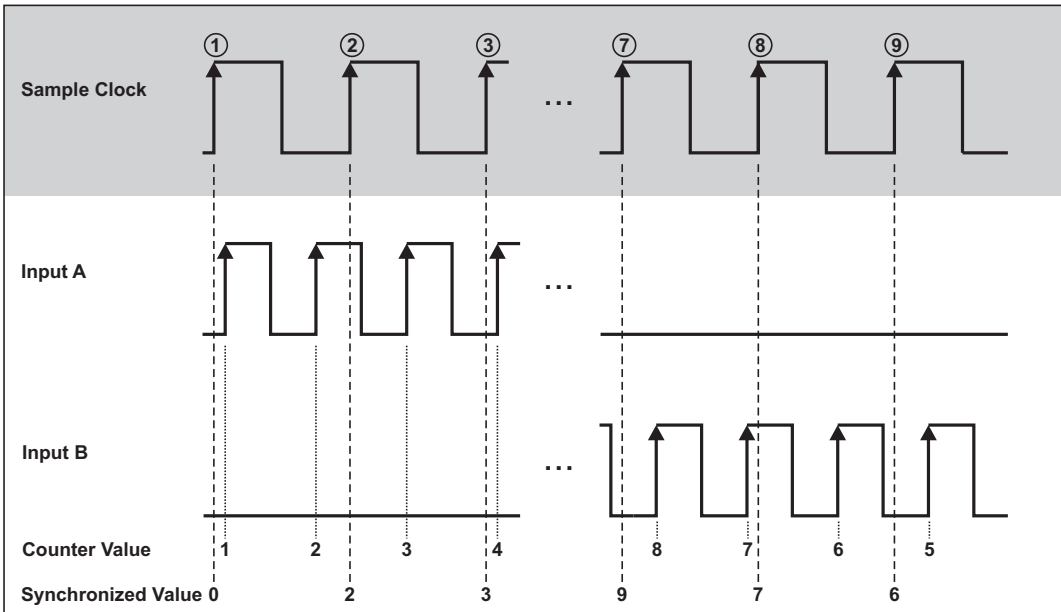 ① ② ③ ⑦ ⑧ ⑨
Sample Clock ...
Input A ...
Input B ...
Counter Value 1 2 3 4 8 7 6 5
Synchronized Value 0 2 3 9 7 6